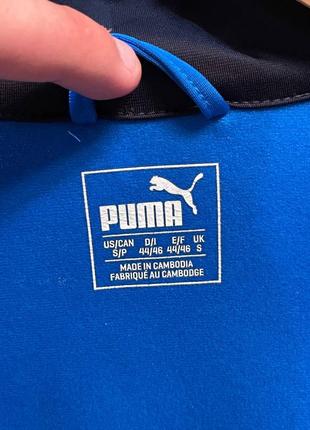 PUMA
US/CAN D/I E/F UK
S/P 44/46 44/46 S
MADE IN CAMBODIA
FABRIQUÉ AU CAMBODGE